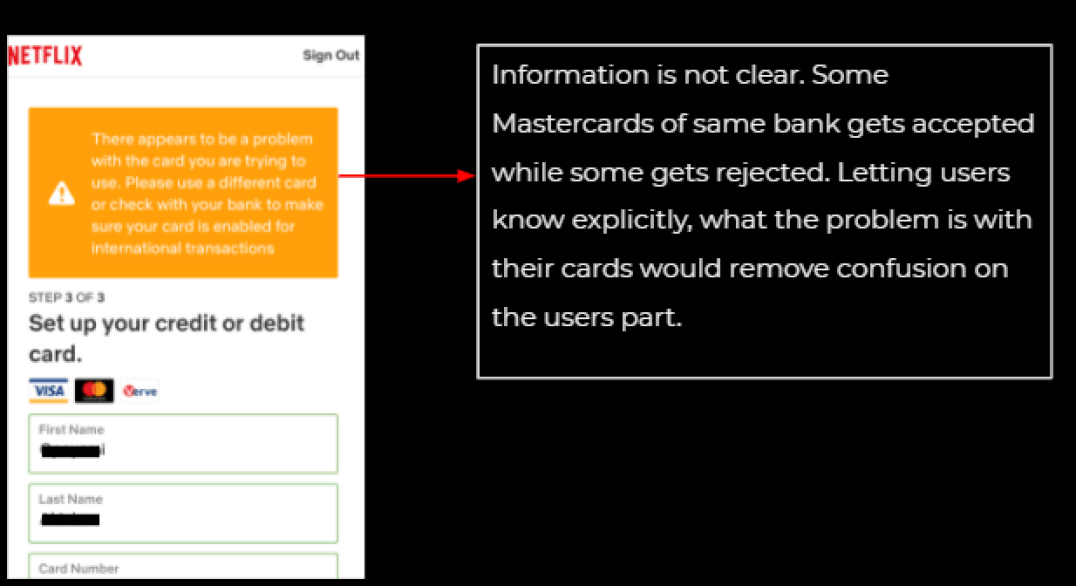 NETFLIX
Sign Out
There appears to be a problem
with the card you are trying to
use. Please use a different card
or check with your bank to make
sure your card is enabled for
international transactions
STEP 3 OF 3
Set up your credit or debit
card.
VISA
Verve
First Name
Last Name
Card Number
Information is not clear. Some
Mastercards of same bank gets accepted
while some gets rejected. Letting users
know explicitly, what the problem is with
their cards would remove confusion on
the users part.